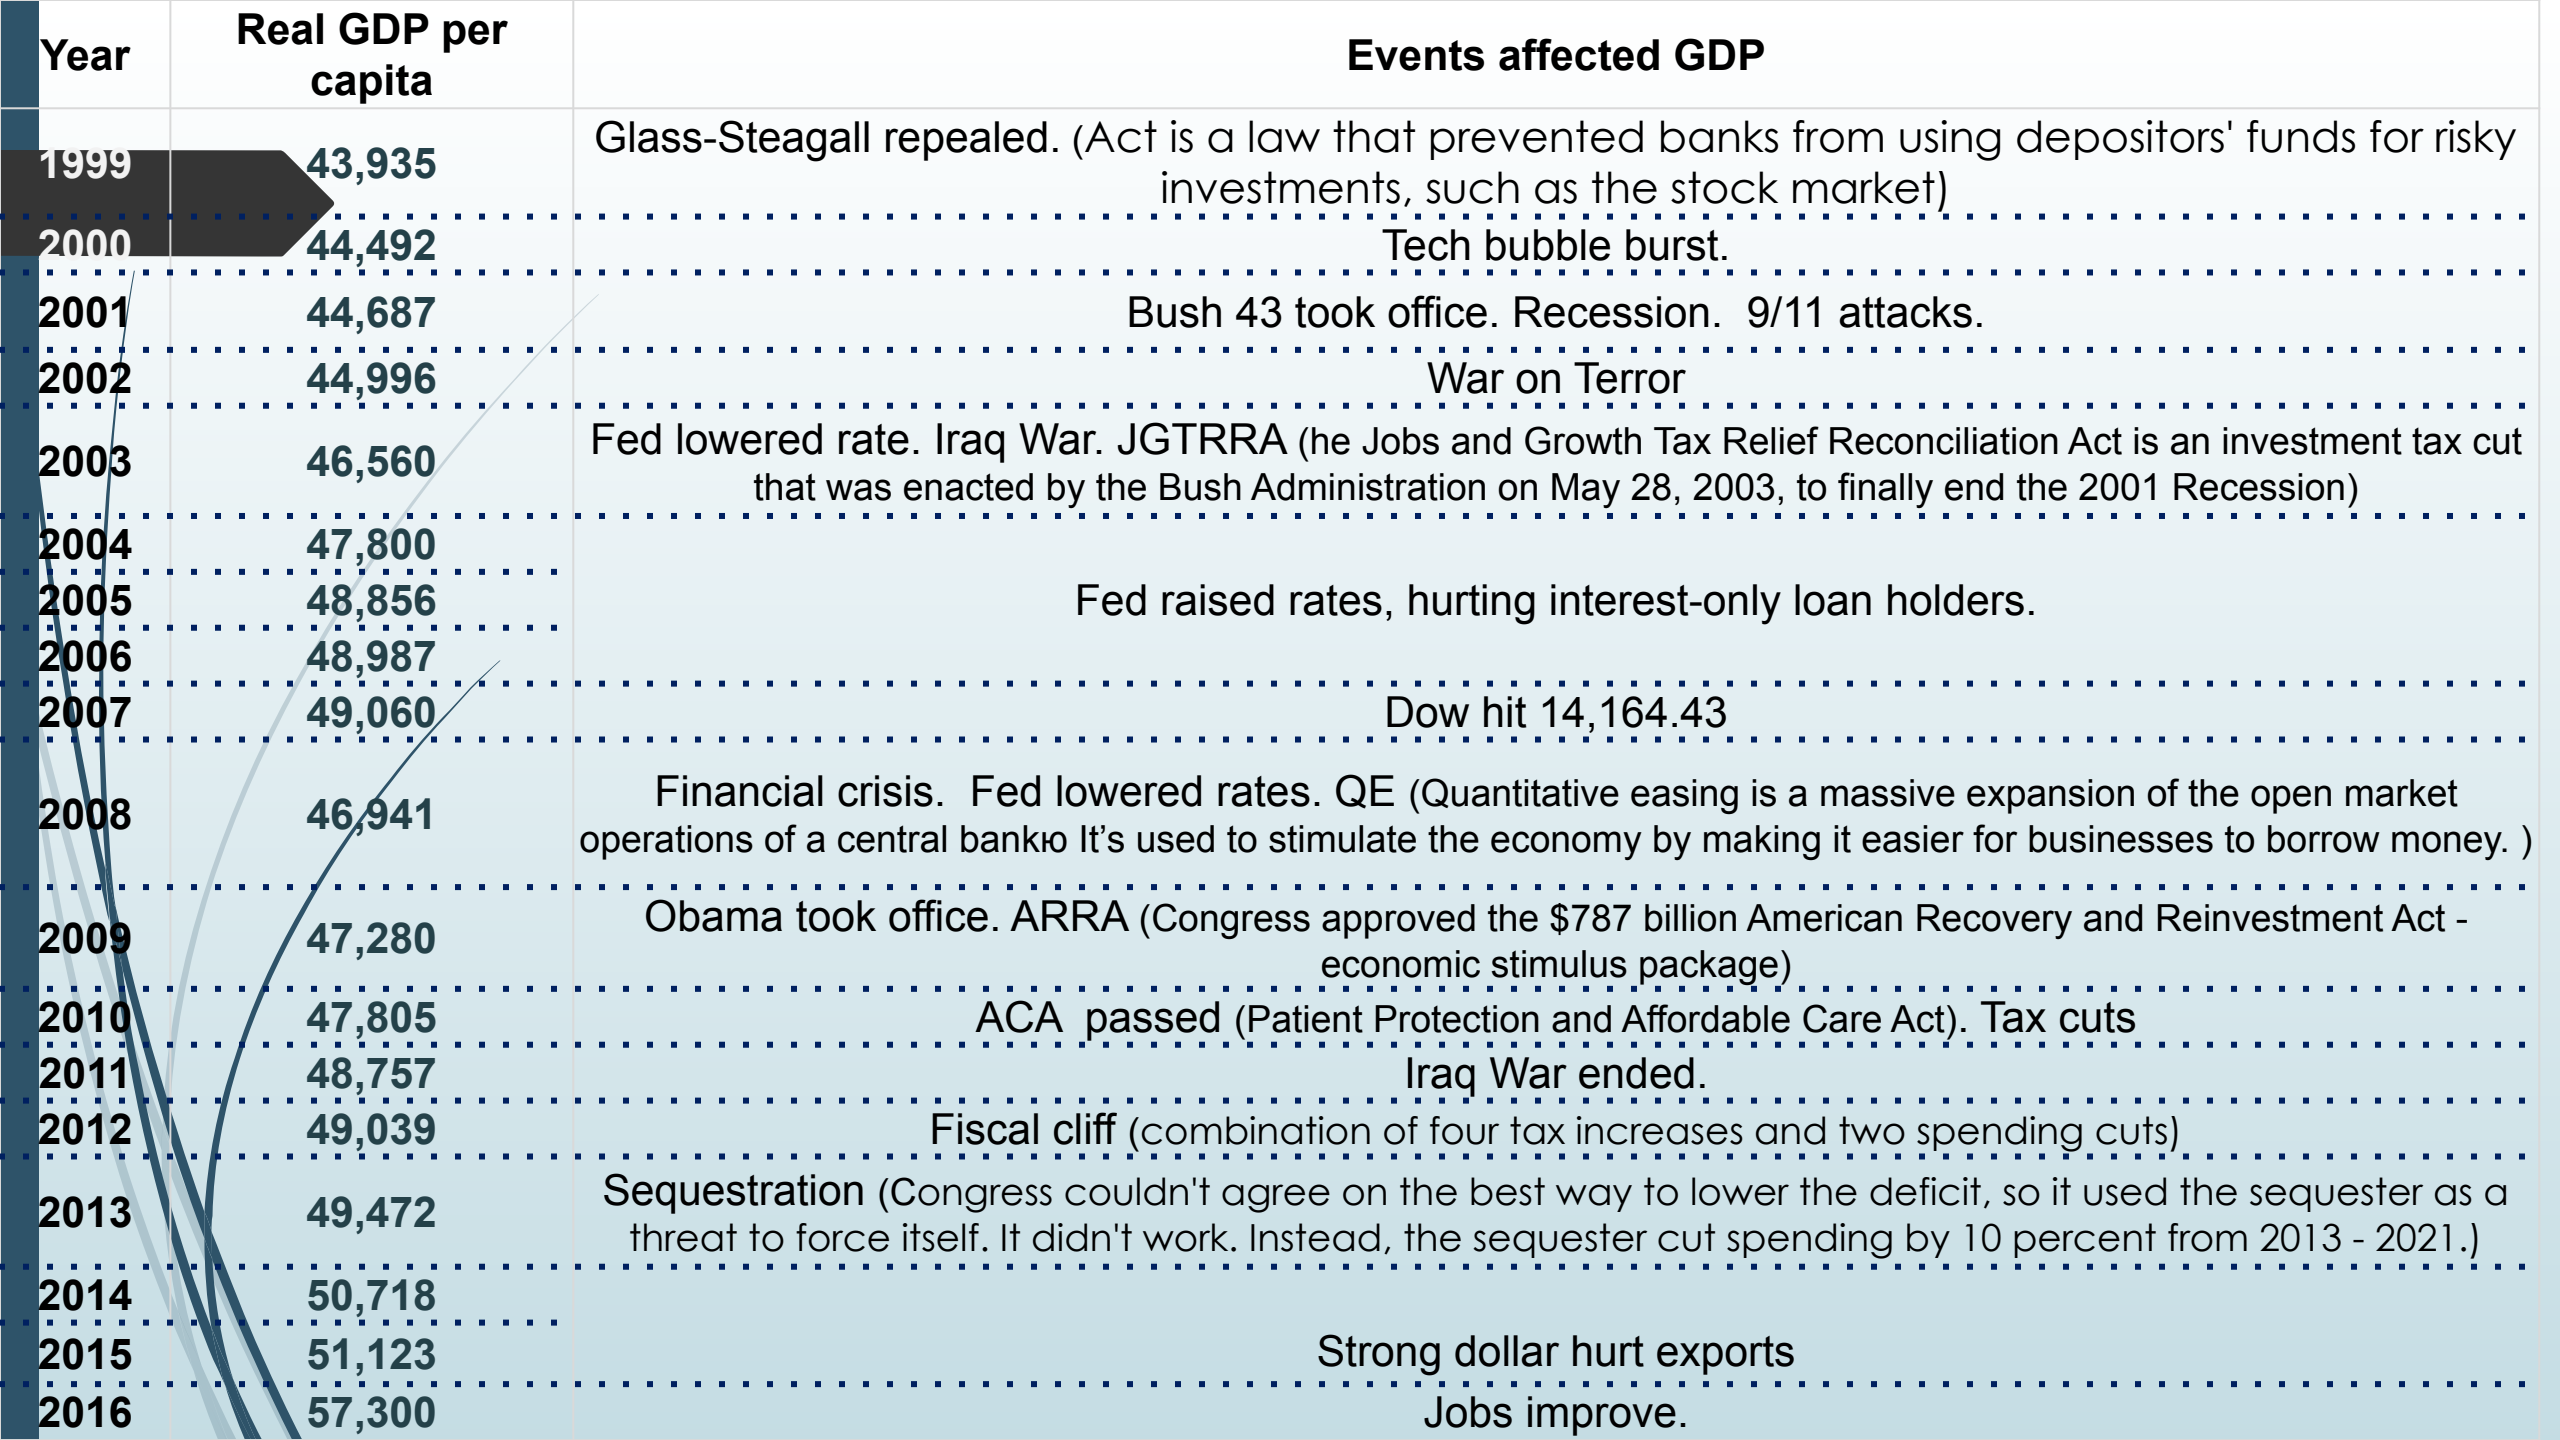 Year
Real GDP per
capita
Events affected GDP
1999
43,935
Glass-Steagall repealed. (Act is a law that prevented banks from using depositors' funds for risky
investments, such as the stock market)
2000
44,492
Tech bubble burst.
2001
44,687
Bush 43 took office. Recession.  9/11 attacks.
2002
44,996
War on Terror
2003
46,560
Fed lowered rate. Iraq War. JGTRRA (he Jobs and Growth Tax Relief Reconciliation Act is an investment tax cut
that was enacted by the Bush Administration on May 28, 2003, to finally end the 2001 Recession)
2004
47,800
2005
48,856
Fed raised rates, hurting interest-only loan holders.
2006
48,987
2007
49,060
Dow hit 14,164.43
2008
46,941
Financial crisis.  Fed lowered rates. QE (Quantitative easing is a massive expansion of the open market
operations of a central bankю It’s used to stimulate the economy by making it easier for businesses to borrow money. )
2009
47,280
Obama took office. ARRA (Congress approved the $787 billion American Recovery and Reinvestment Act -
economic stimulus package)
2010
47,805
ACA  passed (Patient Protection and Affordable Care Act). Tax cuts
2011
48,757
Iraq War ended.
2012
49,039
Fiscal cliff (combination of four tax increases and two spending cuts)
2013
49,472
Sequestration (Congress couldn't agree on the best way to lower the deficit, so it used the sequester as a
threat to force itself. It didn't work. Instead, the sequester cut spending by 10 percent from 2013 - 2021.)
2014
50,718
2015
51,123
Strong dollar hurt exports
2016
57,300
Jobs improve.